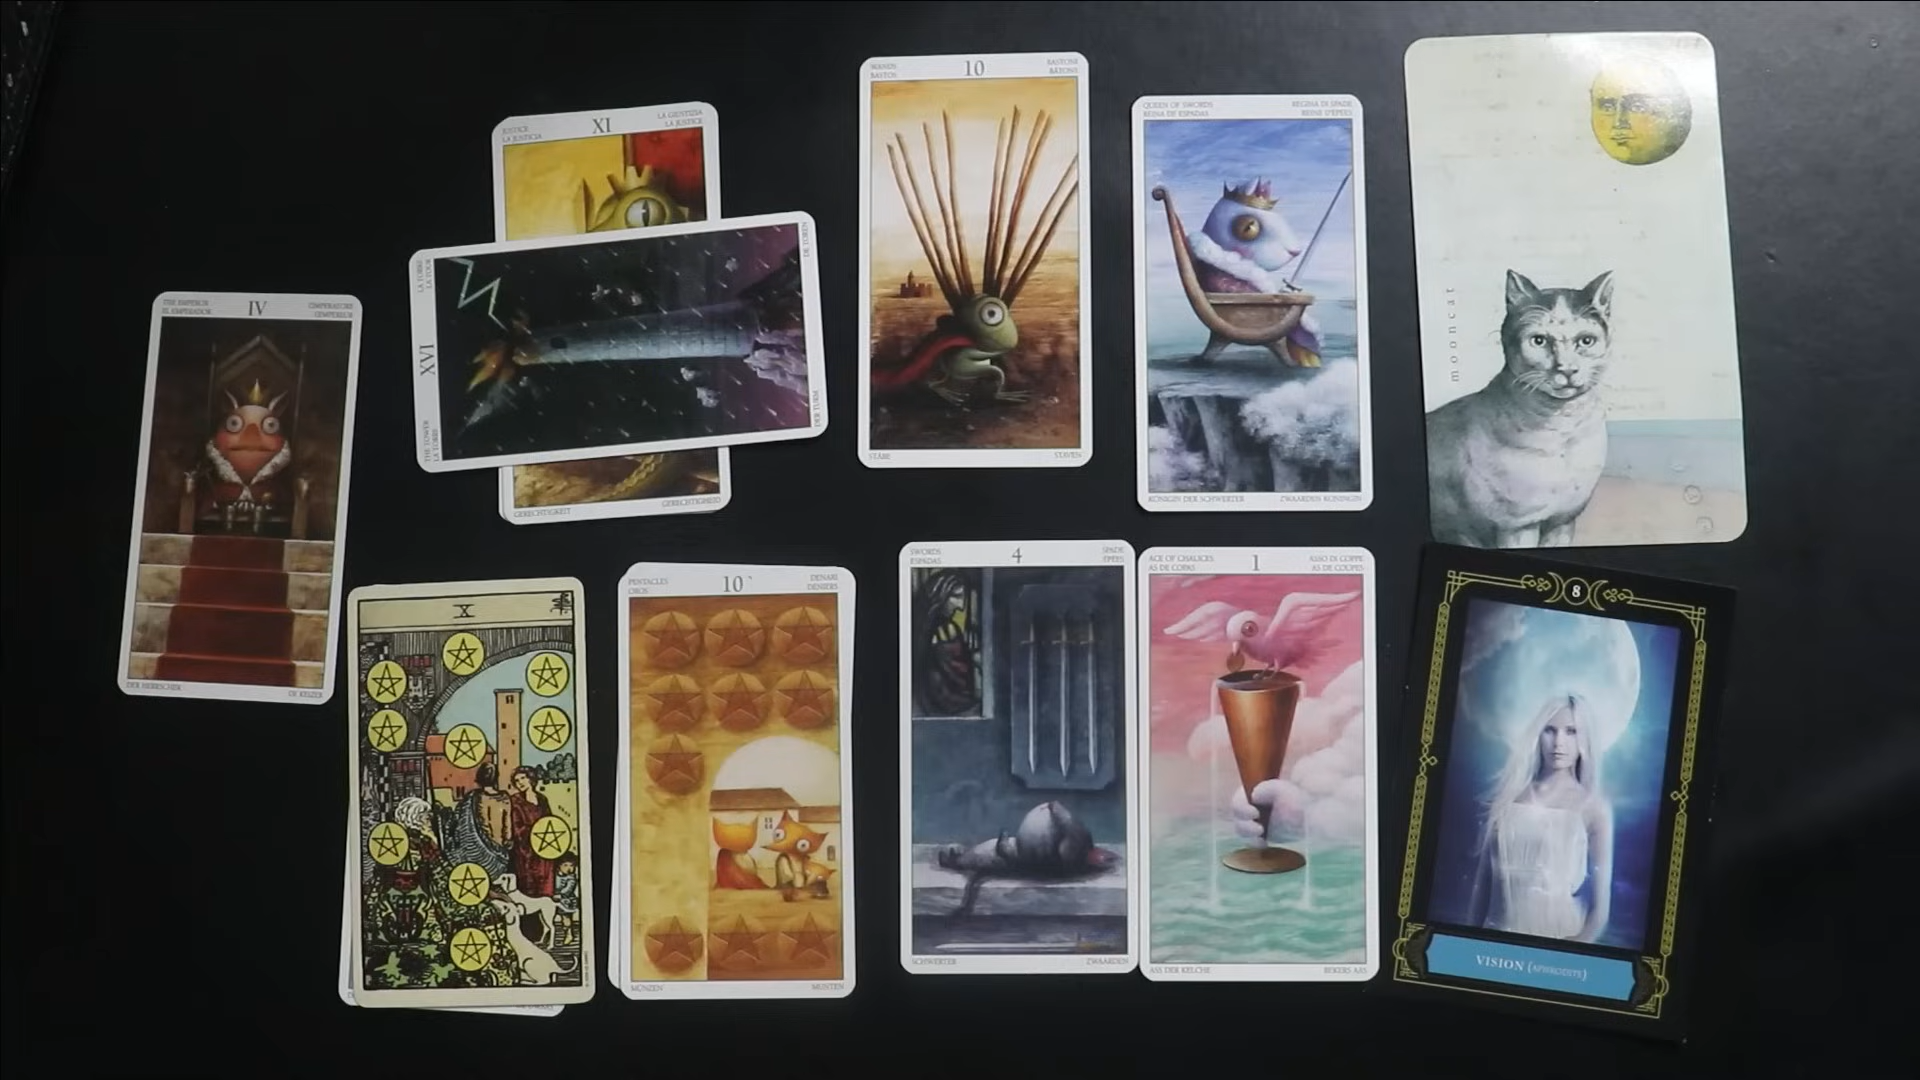 IV
THE EMPEROR
EL EMPERADOR
L'IMPERATORE
L'EMPEREUR
DER HERRSCHER
DE KEIZER
XI
JUSTICE
LA JUSTICIA
LA GIUSTIZIA
LA JUSTICE
XVI
THE TOWER
LA TORRE
LA TORRE
LA TOUR
DER TURM
DE TOREN
GERECHTIGKEIT
GERECHTIGHEID
10
WANDS
BASTOS
BASTONI
BÂTONS
STÄBE
STAVEN
QUEEN OF SWORDS
REINA DE ESPADAS
REGINA DI SPADE
REINE D'EPEES
KÖNIGIN DER SCHWERTER
ZWAARDEN KONINGIN
mooncat
X
10
PENTACLES
OROS
DENARI
DENIERS
MÜNZEN
MUNTEN
4
SWORDS
ESPADAS
SPADE
EPEES
SCHWERTER
ZWAARDEN
1
ACE OF CHALICES
AS DE COPAS
ASSO DI COPPE
AS DE COUPES
ASS DER KELCHE
BEKERS AAS
8
VISION (APHRODITE)